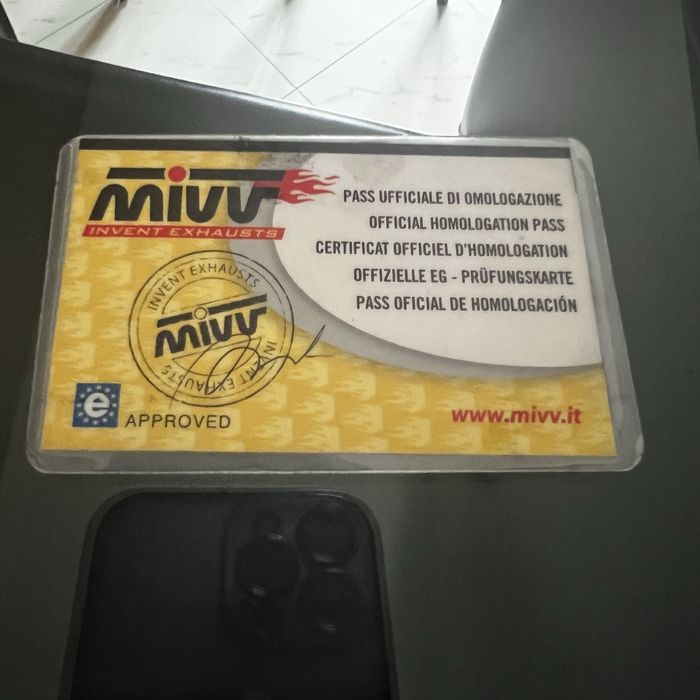 mivv
INVENT EXHAUSTS
PASS UFFICIALE DI OMOLOGAZIONE
OFFICIAL HOMOLOGATION PASS
CERTIFICAT OFFICIEL D'HOMOLOGATION
OFFIZIELLE EG - PRÜFUNGSKARTE
PASS OFICIAL DE HOMOLOGACIÓN
INVENT EXHAUSTS
mivv
INVENT EXHAUSTS
e APPROVED
www.mivv.it